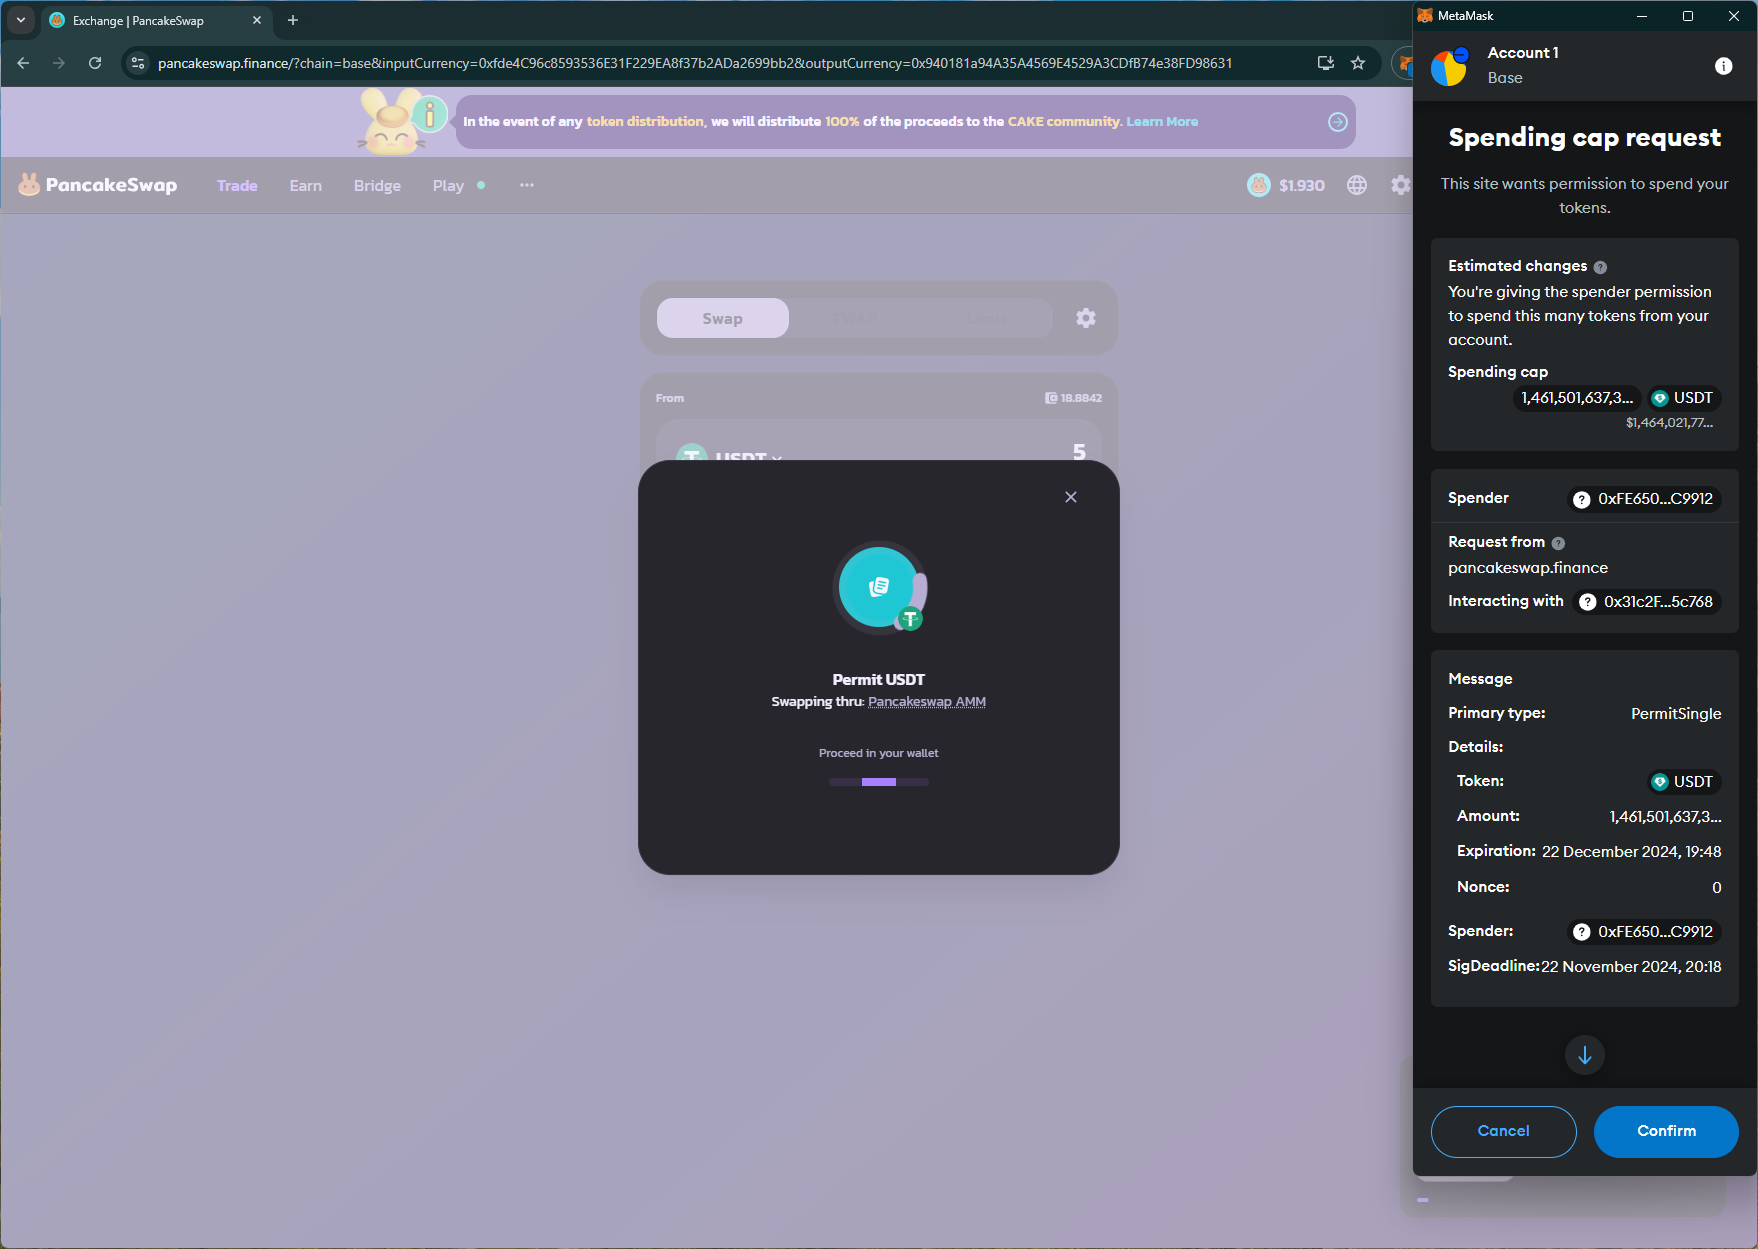 Exchange | PancakeSwap
pancakeswap.finance/?chain=base&inputCurrency=0xfde4C96c8593536E31F229EA8f37b2ADa2699bb2&outputCurrency=0x940181a94A35A4569E4529A3CDfB74e38FD98631
In the event of any token distribution, we will distribute 100% of the proceeds to the CAKE community. Learn More
PancakeSwap
Trade
Earn
Bridge
Play
$1.930
Swap
TWAP
Limit
From
18.8842
USDT
5
Permit USDT
Swapping thru: Pancakeswap AMM
Proceed in your wallet
MetaMask
Account 1
Base
Spending cap request
This site wants permission to spend your
tokens.
Estimated changes
You're giving the spender permission
to spend this many tokens from your
account.
Spending cap
1,461,501,637,3... USDT
$1,464,021,77...
Spender 0xFE650...C9912
Request from
pancakeswap.finance
Interacting with 0x31c2F...5c768
Message
Primary type: PermitSingle
Details:
Token: USDT
Amount: 1,461,501,637,3...
Expiration: 22 December 2024, 19:48
Nonce: 0
Spender: 0xFE650...C9912
SigDeadline: 22 November 2024, 20:18
Cancel
Confirm